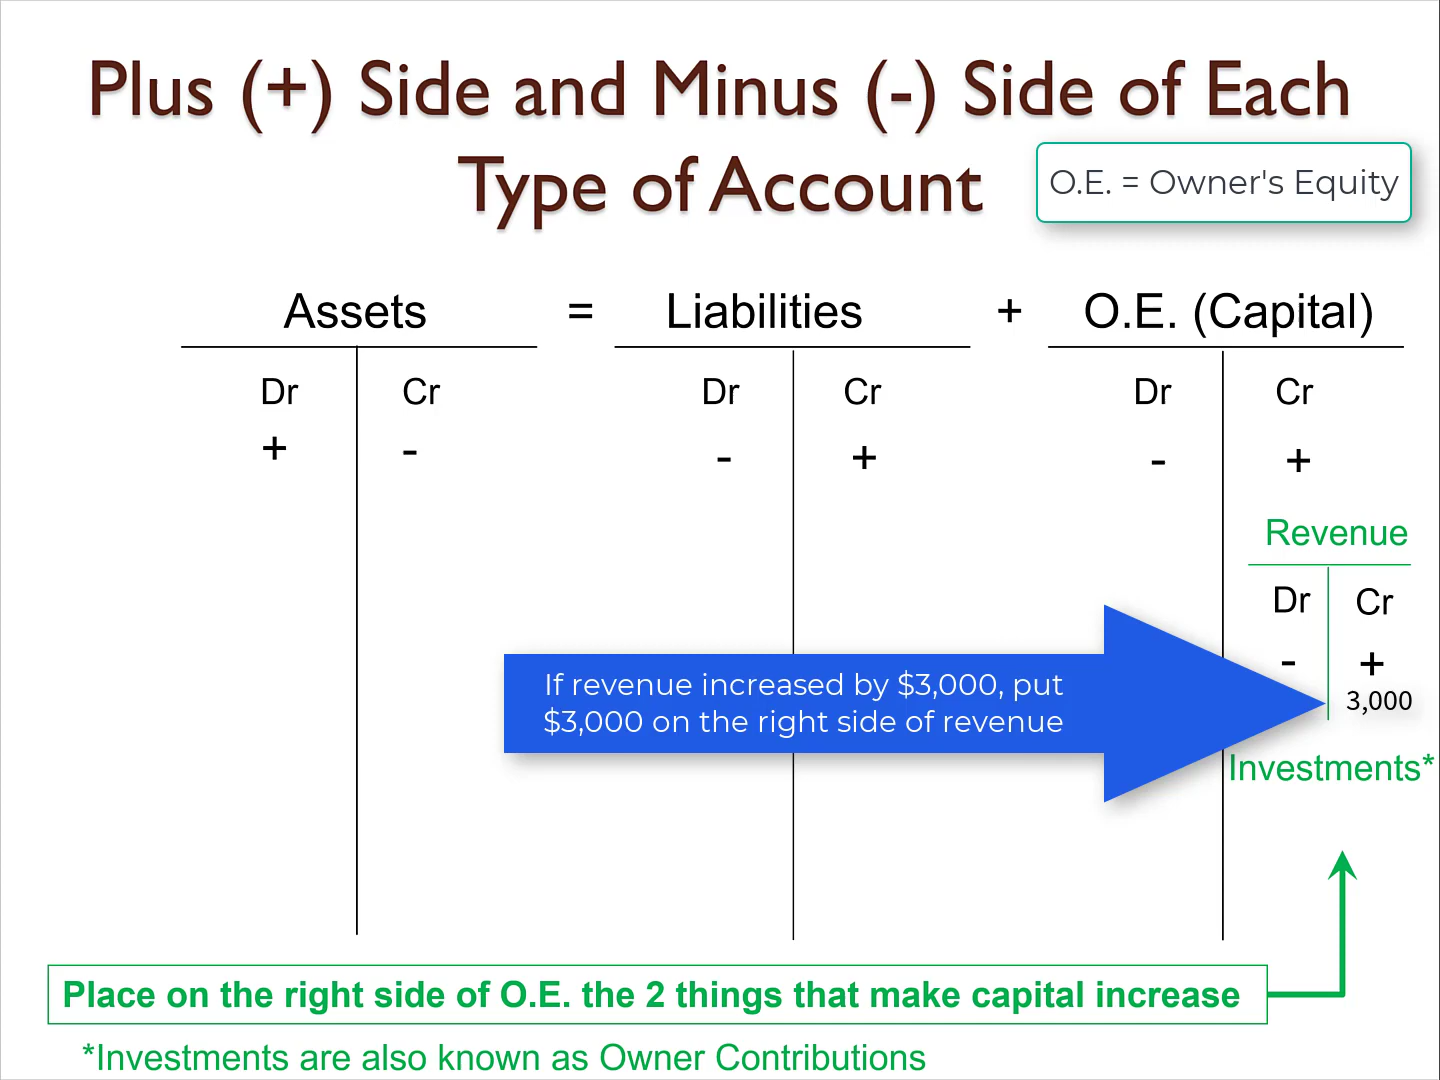 Plus (+) Side and Minus (-) Side of Each
Type of Account
O.E. = Owner's Equity
Assets = Liabilities + O.E. (Capital)
Dr Cr Dr Cr Dr Cr
+ - - + - +
Revenue
Dr Cr
- +
If revenue increased by $3,000, put
$3,000 on the right side of revenue
3,000
Investments*
Place on the right side of O.E. the 2 things that make capital increase
*Investments are also known as Owner Contributions